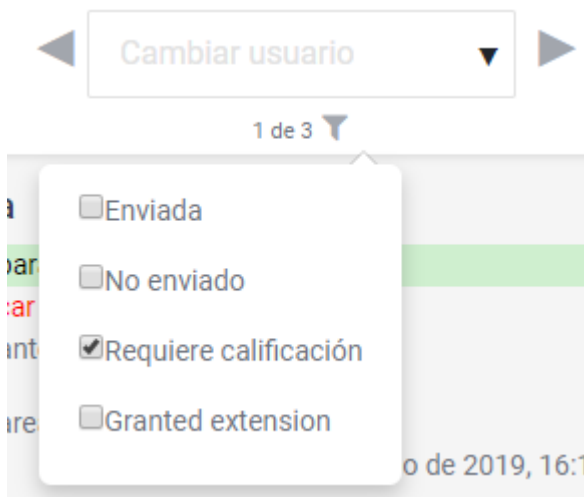 Cambiar usuario
1 de 3
Enviada
No enviado
Requiere calificación
Granted extension
o de 2019, 16:1